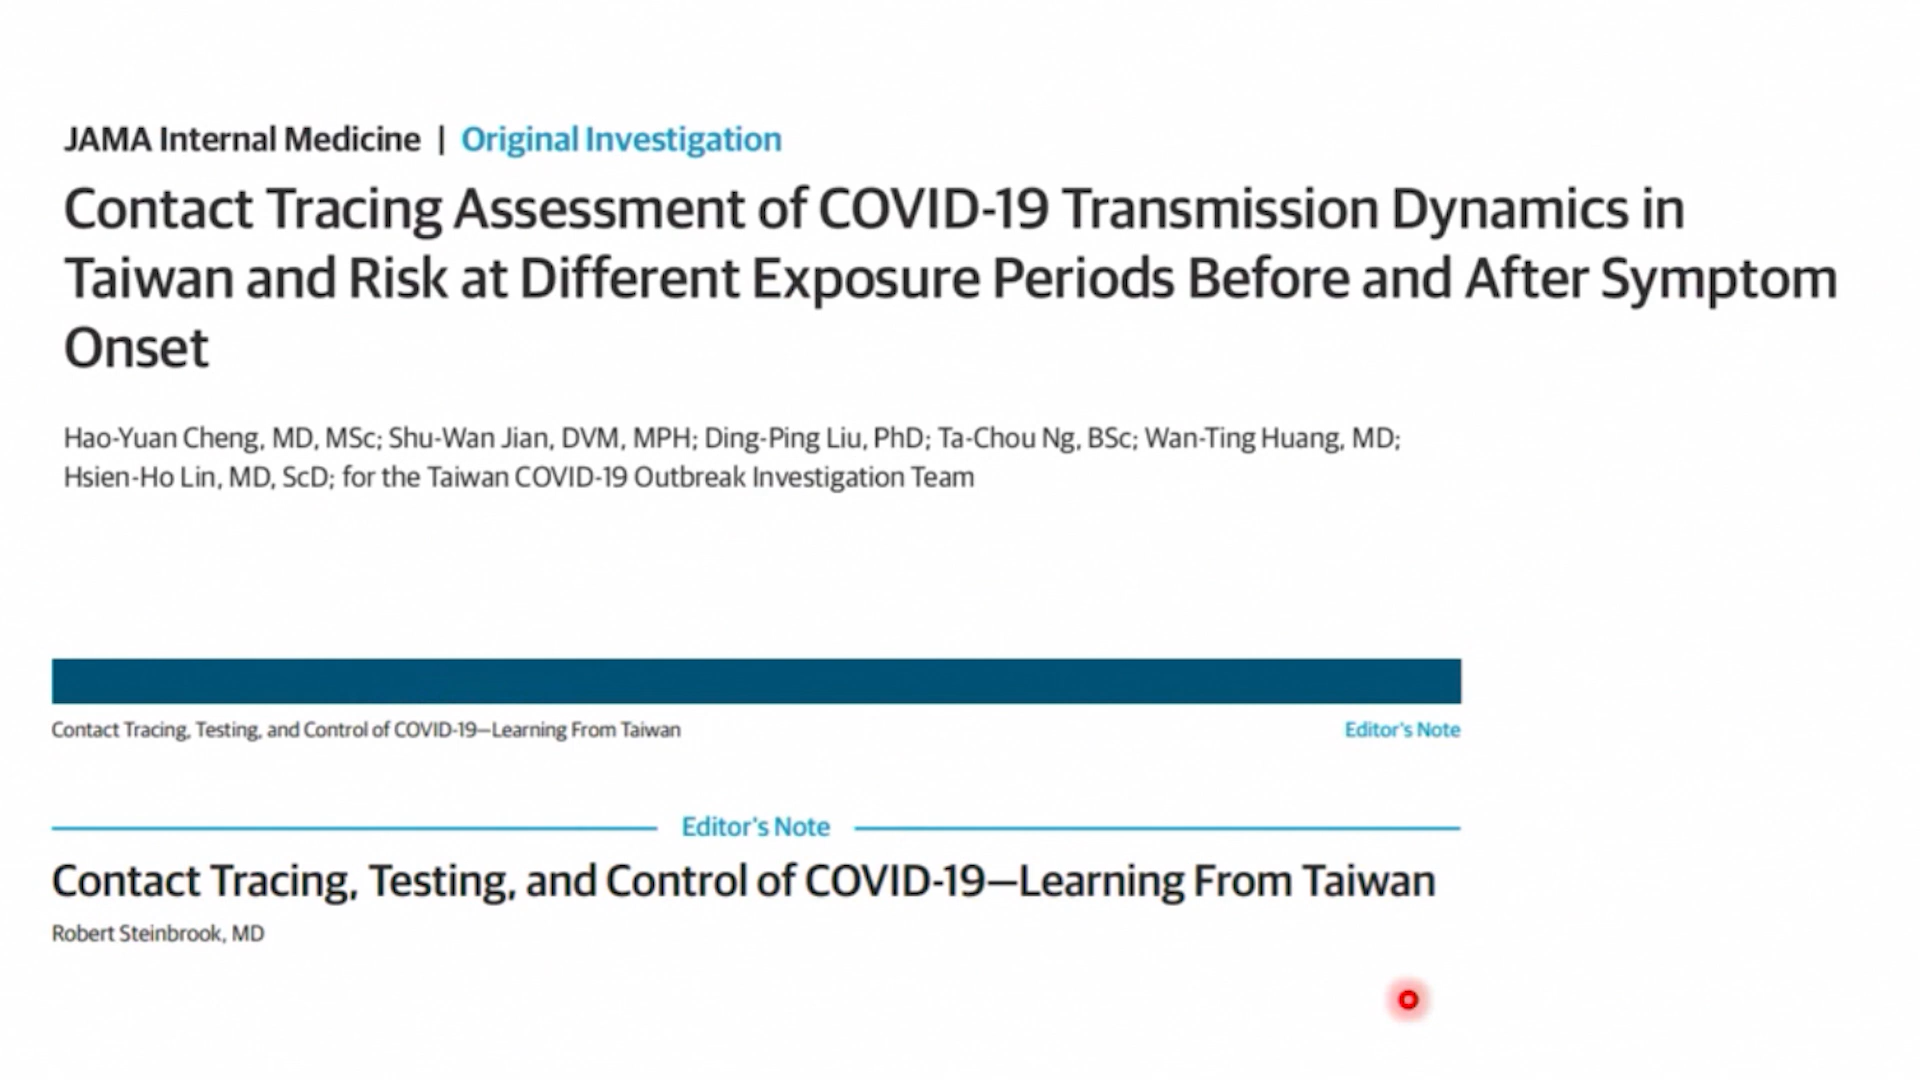 JAMA Internal Medicine | Original Investigation
Contact Tracing Assessment of COVID-19 Transmission Dynamics in
Taiwan and Risk at Different Exposure Periods Before and After Symptom
Onset
Hao-Yuan Cheng, MD, MSc; Shu-Wan Jian, DVM, MPH; Ding-Ping Liu, PhD; Ta-Chou Ng, BSc; Wan-Ting Huang, MD;
Hsien-Ho Lin, MD, ScD; for the Taiwan COVID-19 Outbreak Investigation Team
Contact Tracing, Testing, and Control of COVID-19—Learning From Taiwan Editor's Note
Editor's Note
Contact Tracing, Testing, and Control of COVID-19—Learning From Taiwan
Robert Steinbrook, MD